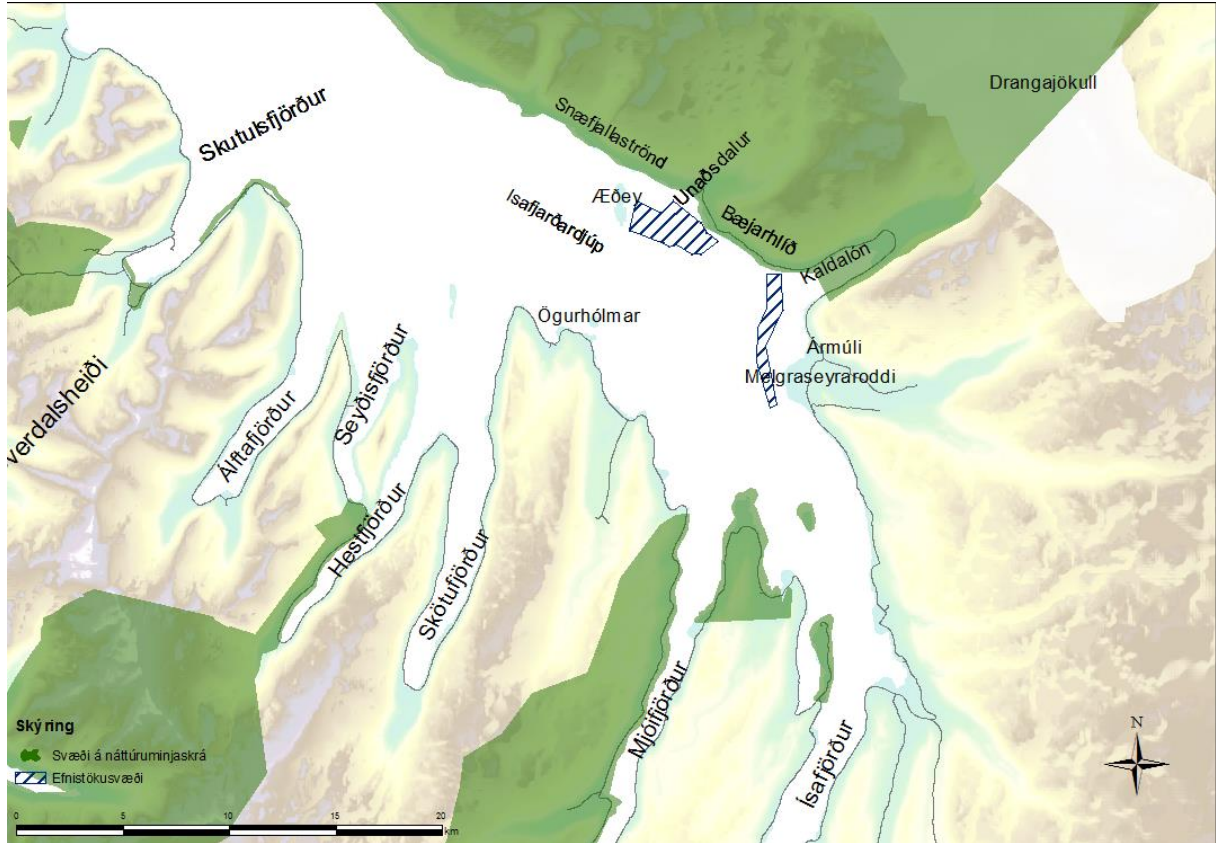 Drangajökull
Skutulsfjörður
Snæfjallaströnd
Unaðsdalur
Æðey
Ísafjarðardjúp
Bæjarhlíð
Kaldalón
Ögurhólmar
Ármúli
Melgraseyraroddi
verdalsheiði
Álftafjörður
Seyðisfjörður
Hestfjörður
Skötufjörður
Mjóifjörður
Ísafjörður
N
Skýring
Svæði á náttúruminjaskrá
Efnistökusvæði
0 5 10 15 20
km